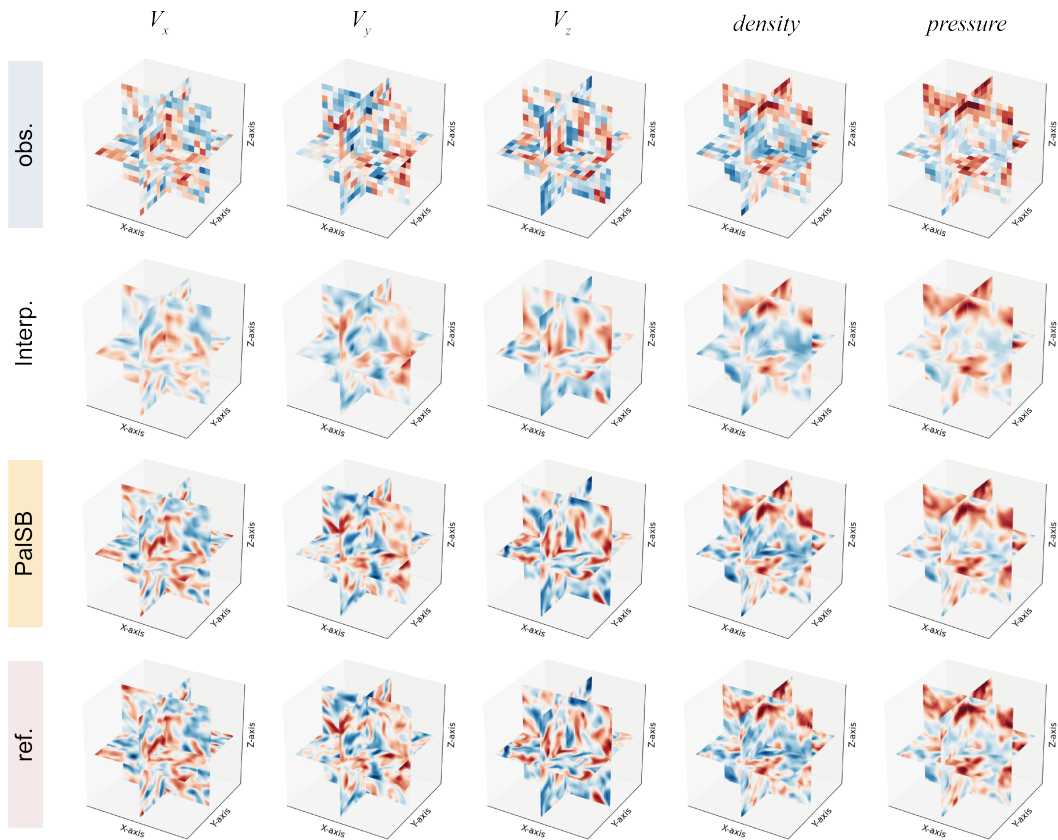 V_x V_y V_z density pressure
obs.
Z-axis Z-axis Z-axis Z-axis Z-axis
X-axis Y-axis X-axis Y-axis X-axis Y-axis X-axis Y-axis X-axis Y-axis
Interp.
Z-axis Z-axis Z-axis Z-axis Z-axis
X-axis Y-axis X-axis Y-axis X-axis Y-axis X-axis Y-axis X-axis Y-axis
PalSB
Z-axis Z-axis Z-axis Z-axis Z-axis
X-axis Y-axis X-axis Y-axis X-axis Y-axis X-axis Y-axis X-axis Y-axis
ref.
Z-axis Z-axis Z-axis Z-axis Z-axis
X-axis Y-axis X-axis Y-axis X-axis Y-axis X-axis Y-axis X-axis Y-axis